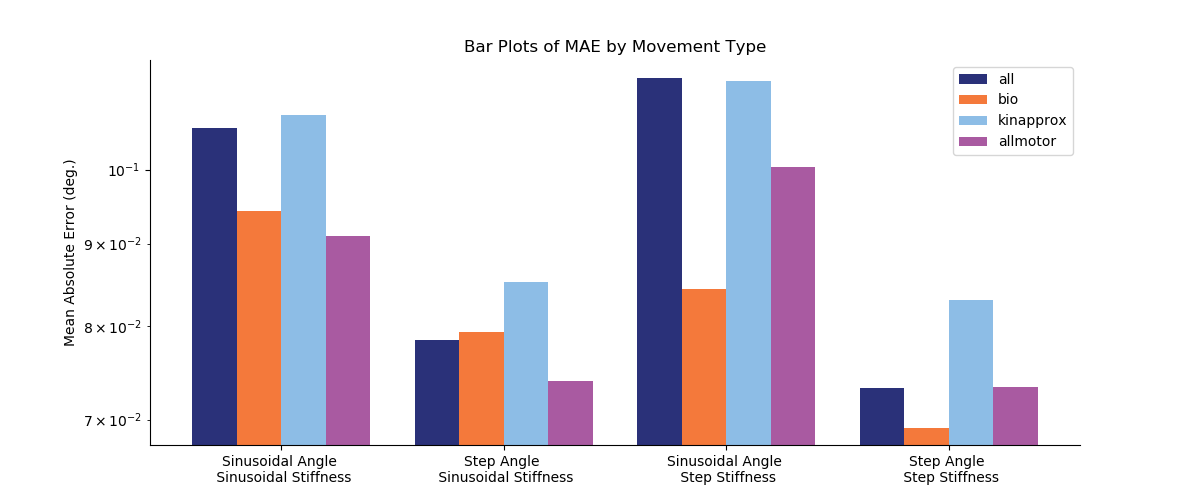 Bar Plots of MAE by Movement Type
all
bio
kinapprox
allmotor
Mean Absolute Error (deg.)
10⁻¹
9 × 10⁻²
8 × 10⁻²
7 × 10⁻²
Sinusoidal Angle
Sinusoidal Stiffness
Step Angle
Sinusoidal Stiffness
Sinusoidal Angle
Step Stiffness
Step Angle
Step Stiffness